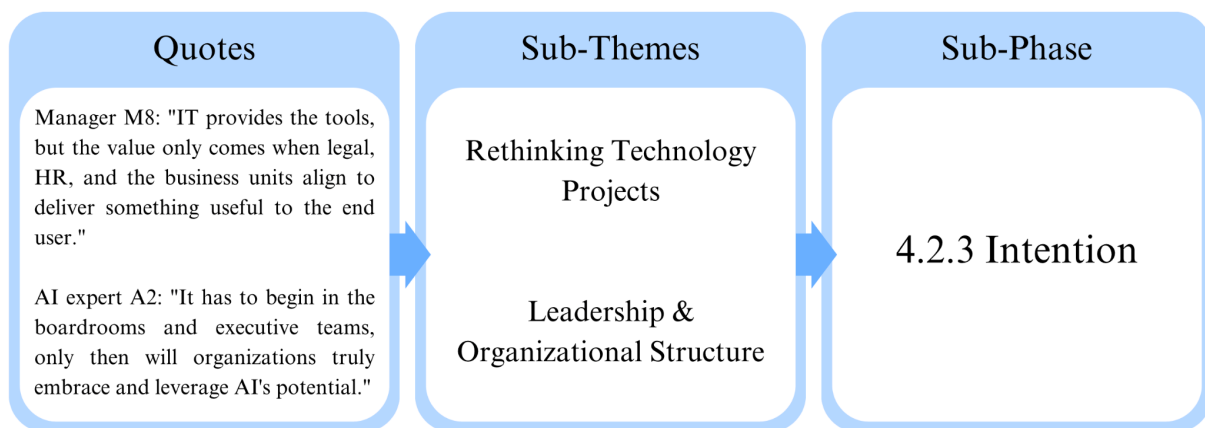 Quotes
Manager M8: "IT provides the tools,
but the value only comes when legal,
HR, and the business units align to
deliver something useful to the end
user."
AI expert A2: "It has to begin in the
boardrooms and executive teams,
only then will organizations truly
embrace and leverage AI's potential."
Sub-Themes
Rethinking Technology
Projects
Leadership &
Organizational Structure
Sub-Phase
4.2.3 Intention